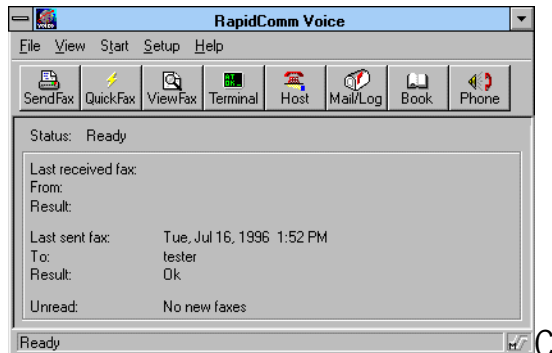 RapidComm Voice
File View Start Setup Help
SendFax QuickFax ViewFax Terminal Host Mail/Log Book Phone
Status: Ready
Last received fax:
From:
Result:
Last sent fax: Tue, Jul 16, 1996 1:52 PM
To: tester
Result: Ok
Unread: No new faxes
Ready
C